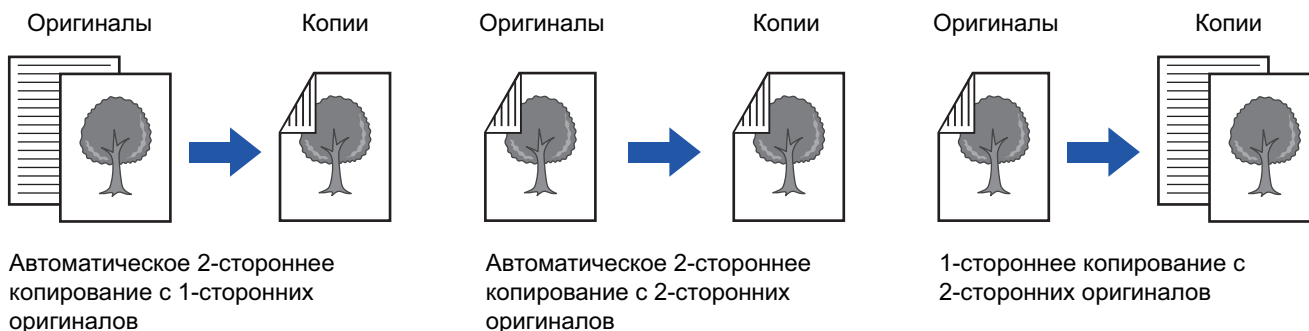 Оригиналы
Копии
Оригиналы
Копии
Оригиналы
Копии
Автоматическое 2-стороннее
копирование с 1-сторонних
оригиналов
Автоматическое 2-стороннее
копирование с 2-сторонних
оригиналов
1-стороннее копирование с
2-сторонних оригиналов